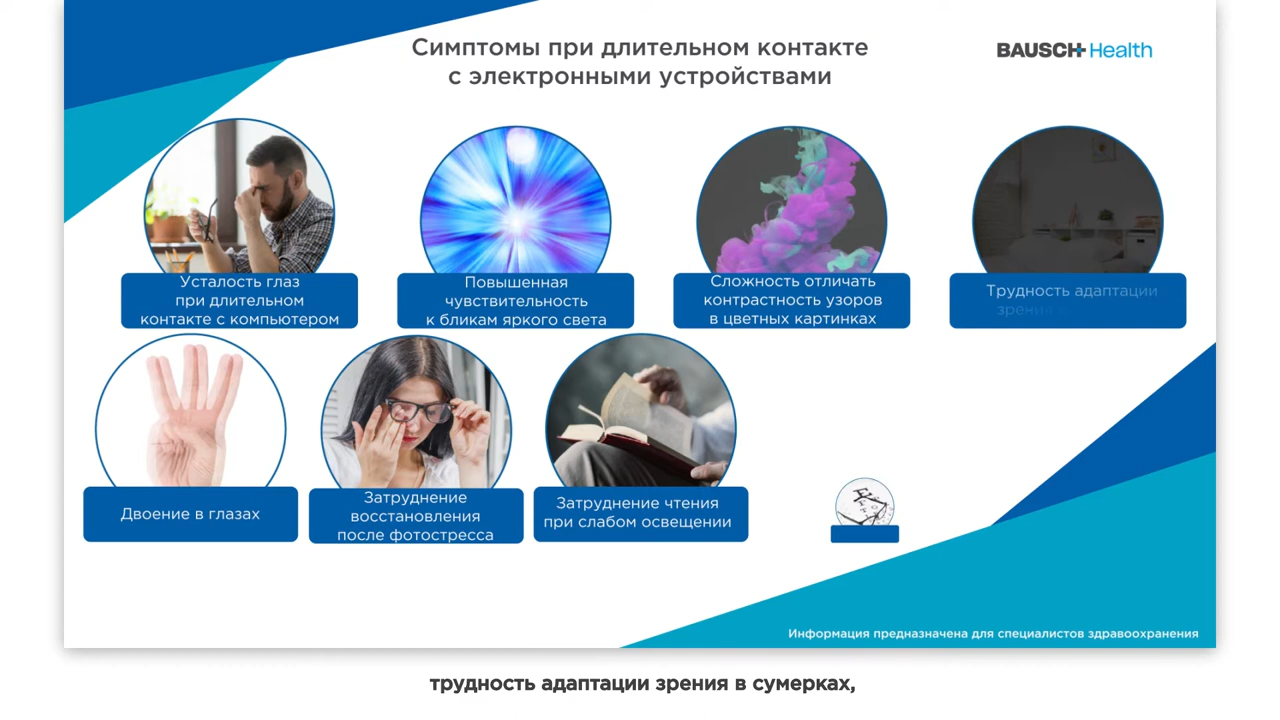 Симптомы при длительном контакте
с электронными устройствами
BAUSCH+Health
Усталость глаз
при длительном
контакте с компьютером
Повышенная
чувствительность
к бликам яркого света
Сложность отличать
контрастность узоров
в цветных картинках
Трудность адаптации
зрения
Двоение в глазах
Затруднение
восстановления
после фотостресса
Затруднение чтения
при слабом освещении
Информация предназначена для специалистов здравоохранения
трудность адаптации зрения в сумерках,